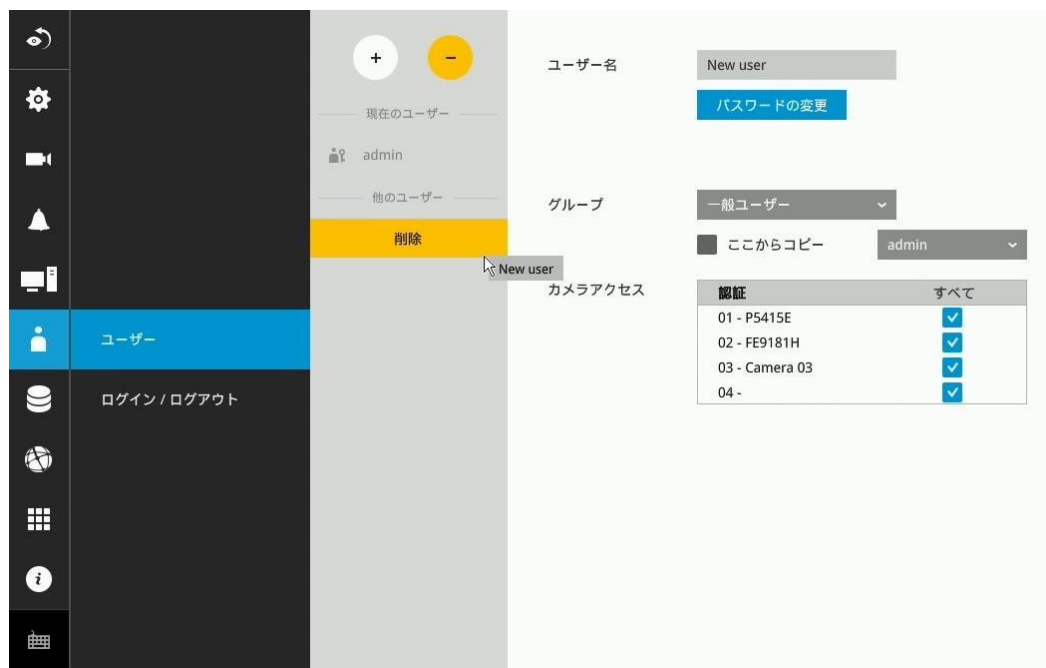 ユーザー
ログイン / ログアウト
+
−
現在のユーザー
admin
他のユーザー
削除
New user
ユーザー名
New user
パスワードの変更
グループ
一般ユーザー
ここからコピー
admin
カメラアクセス
認証 すべて
01 - P5415E
02 - FE9181H
03 - Camera 03
04 -